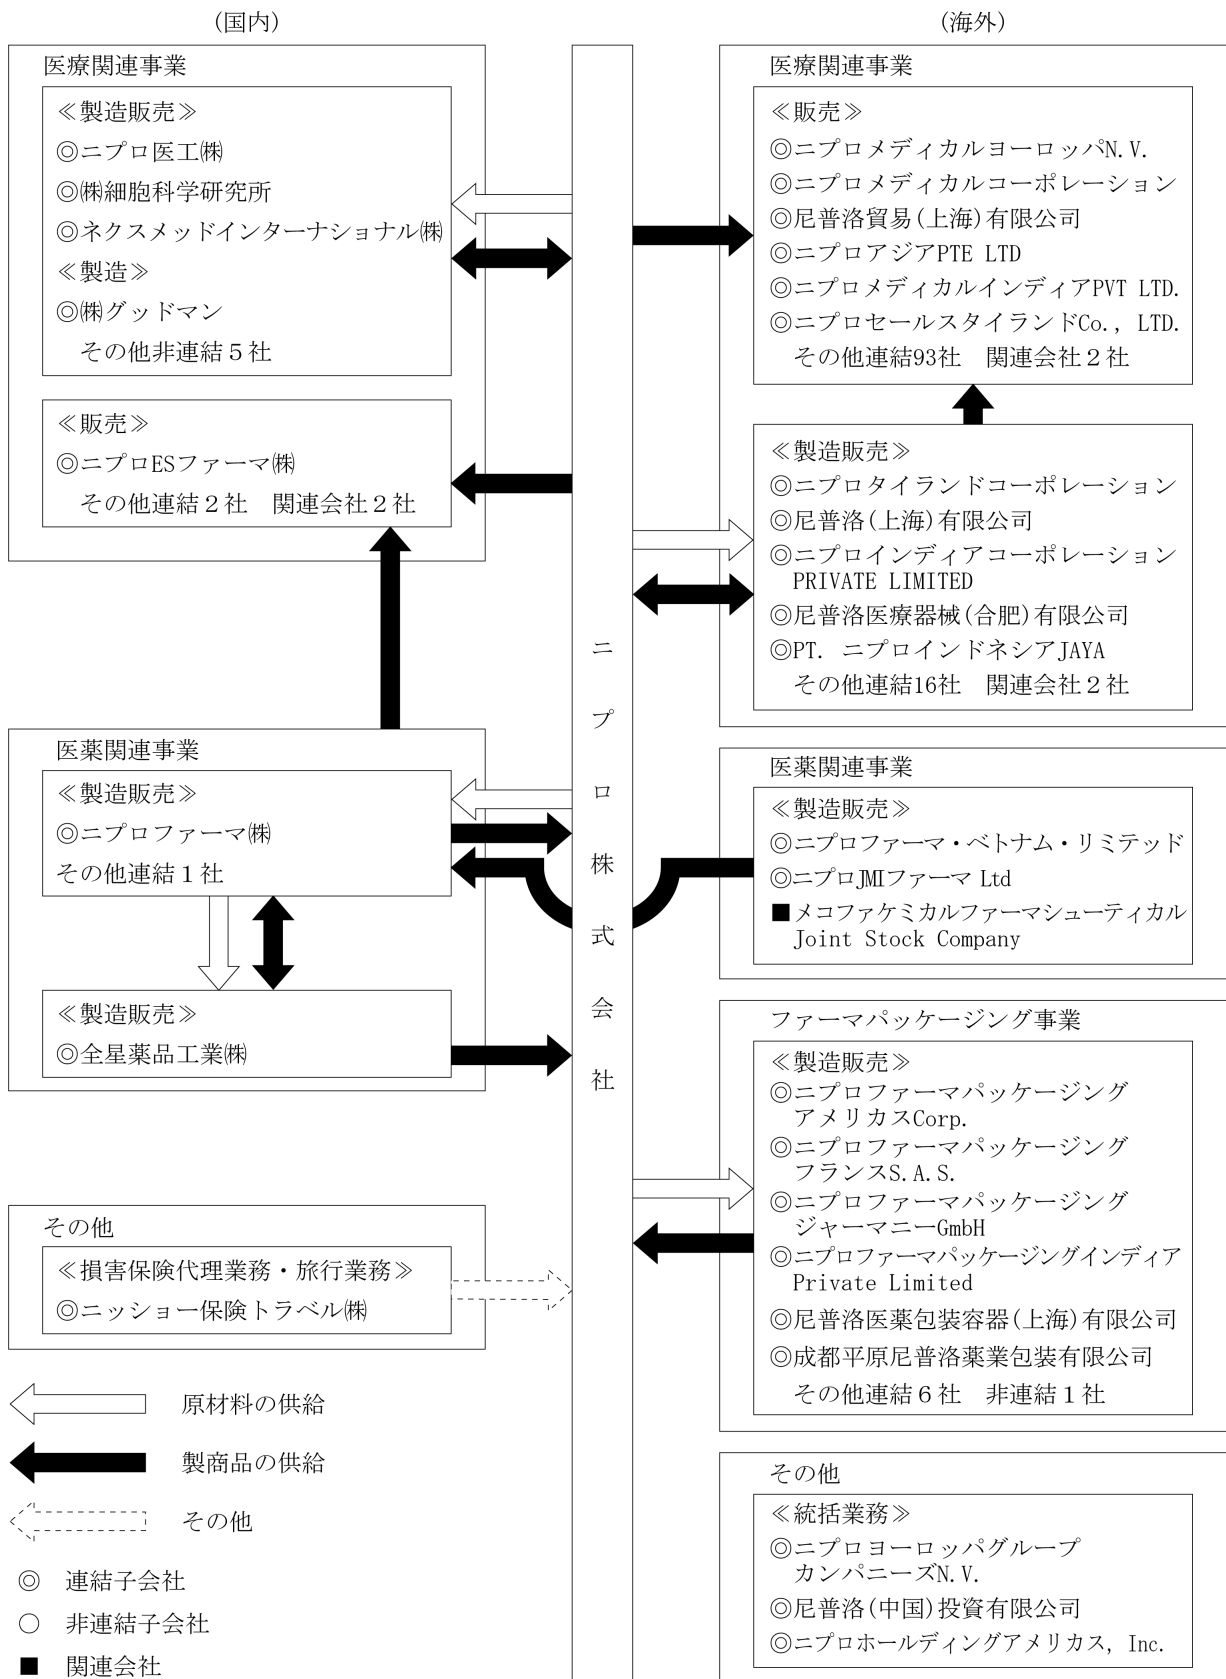 (国内)
医療関連事業
≪製造販売≫
◎ニプロ医工㈱
◎㈱細胞科学研究所
◎ネクスメッドインターナショナル㈱
≪製造≫
◎㈱グッドマン
その他非連結５社
≪販売≫
◎ニプロESファーマ㈱
その他連結２社　関連会社２社
医薬関連事業
≪製造販売≫
◎ニプロファーマ㈱
その他連結１社
≪製造販売≫
◎全星薬品工業㈱
その他
≪損害保険代理業務・旅行業務≫
◎ニッショー保険トラベル㈱
原材料の供給
製商品の供給
その他
◎　連結子会社
○　非連結子会社
■　関連会社
ニプロ株式会社
(海外)
医療関連事業
≪販売≫
◎ニプロメディカルヨーロッパN.V.
◎ニプロメディカルコーポレーション
◎尼普洛貿易(上海)有限公司
◎ニプロアジアPTE LTD
◎ニプロメディカルインディアPVT LTD.
◎ニプロセールスタイランドCo., LTD.
その他連結93社　関連会社２社
≪製造販売≫
◎ニプロタイランドコーポレーション
◎尼普洛(上海)有限公司
◎ニプロインディアコーポレーション
PRIVATE LIMITED
◎尼普洛医療器械(合肥)有限公司
◎PT. ニプロインドネシアJAYA
その他連結16社　関連会社２社
医薬関連事業
≪製造販売≫
◎ニプロファーマ・ベトナム・リミテッド
◎ニプロJMIファーマ Ltd
■メコファケミカルファーマシューティカル
Joint Stock Company
ファーマパッケージング事業
≪製造販売≫
◎ニプロファーマパッケージング
アメリカスCorp.
◎ニプロファーマパッケージング
フランスS.A.S.
◎ニプロファーマパッケージング
ジャーマニーGmbH
◎ニプロファーマパッケージングインディア
Private Limited
◎尼普洛医薬包装容器(上海)有限公司
◎成都平原尼普洛薬業包装有限公司
その他連結６社　非連結１社
その他
≪統括業務≫
◎ニプロヨーロッパグループ
カンパニーズN.V.
◎尼普洛(中国)投資有限公司
◎ニプロホールディングアメリカス, Inc.